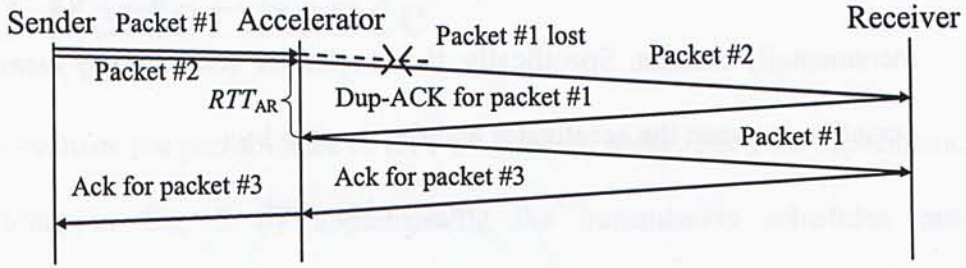 Sender Packet #1 Accelerator Receiver
Packet #1 lost
Packet #2 Packet #2
RTT_AR Dup-ACK for packet #1
Packet #1
Ack for packet #3 Ack for packet #3